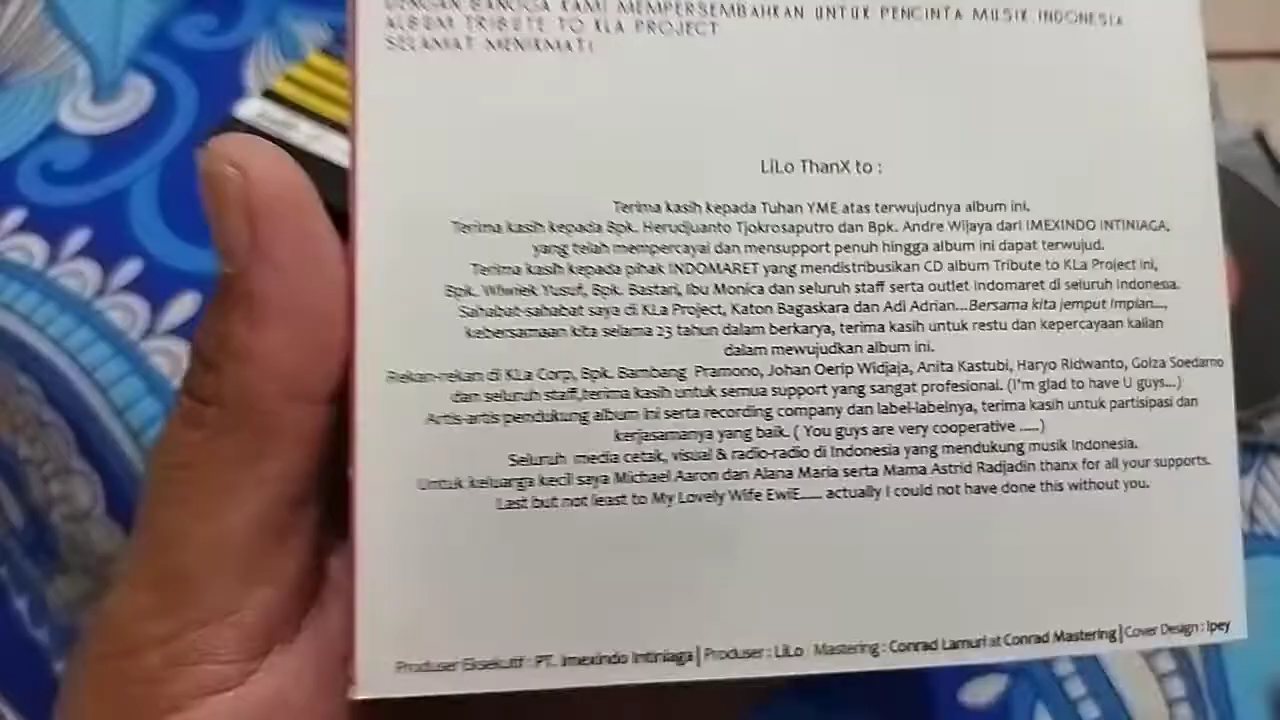 DENGAN BANGGA KAMI MEMPERSEMBAHKAN UNTUK PENCINTA MUSIK INDONESIA
ALBUM TRIBUTE TO KLA PROJECT
SELAMAT MENIKMATI
LiLo ThanX to :
Terima kasih kepada Tuhan YME atas terwujudnya album ini.
Terima kasih kepada Bpk. Herudjuanto Tjokrosaputro dan Bpk. Andre Wijaya dari IMEXINDO INTINIAGA,
yang telah mempercayai dan mensupport penuh hingga album ini dapat terwujud.
Terima kasih kepada pihak INDOMARET yang mendistribusikan CD album Tribute to KLa Project ini,
Bpk. Wiwiek Yusuf, Bpk. Bastari, Ibu Monica dan seluruh staff serta outlet Indomaret di seluruh Indonesia.
Sahabat-sahabat saya di KLa Project, Katon Bagaskara dan Adi Adrian...Bersama kita jemput impian...,
kebersamaan kita selama 23 tahun dalam berkarya, terima kasih untuk restu dan kepercayaan kalian
dalam mewujudkan album ini.
Rekan-rekan di KLa Corp, Bpk. Bambang Pramono, Johan Oerip Widjaja, Anita Kastubi, Haryo Ridwanto, Golza Soedarno
dan seluruh staff,terima kasih untuk semua support yang sangat profesional. (I'm glad to have U guys...)
Artis-artis pendukung album ini serta recording company dan label-labelnya, terima kasih untuk partisipasi dan
kerjasamanya yang baik. ( You guys are very cooperative .....)
Seluruh media cetak, visual & radio-radio di Indonesia yang mendukung musik Indonesia.
Untuk keluarga kecil saya Michael Aaron dan Alana Maria serta Mama Astrid Radjadin thanx for all your supports.
Last but not least to My Lovely Wife EwiE..... actually I could not have done this without you.
Produser Eksekutif : PT. Imexindo Intiniaga | Produser : LiLo | Mastering : Conrad Lamuri at Conrad Mastering | Cover Design : Ipey